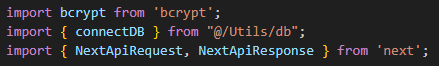 import bcrypt from 'bcrypt';
import { connectDB } from "@/Utils/db";
import { NextApiRequest, NextApiResponse } from 'next';